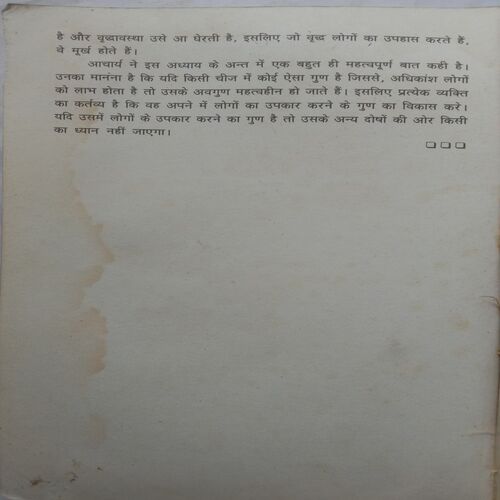 है और वृद्धावस्था उसे आ घेरती है, इसलिए जो वृद्ध लोगों का उपहास करते हैं,
वे मूर्ख होते हैं।
आचार्य ने इस अध्याय के अन्त में एक बहुत ही महत्वपूर्ण बात कही है।
उनका मानंना है कि यदि किसी चीज में कोई ऐसा गुण है जिससे, अधिकांश लोगों
को लाभ होता है तो उसके अवगुण महत्वहीन हो जाते हैं। इसलिए प्रत्येक व्यक्ति
का कर्तव्य है कि वह अपने में लोगों का उपकार करने के गुण का विकास करे।
यदि उसमें लोगों के उपकार करने का गुण है तो उसके अन्य दोषों की ओर किसी
का ध्यान नहीं जाएगा।
❑❑❑